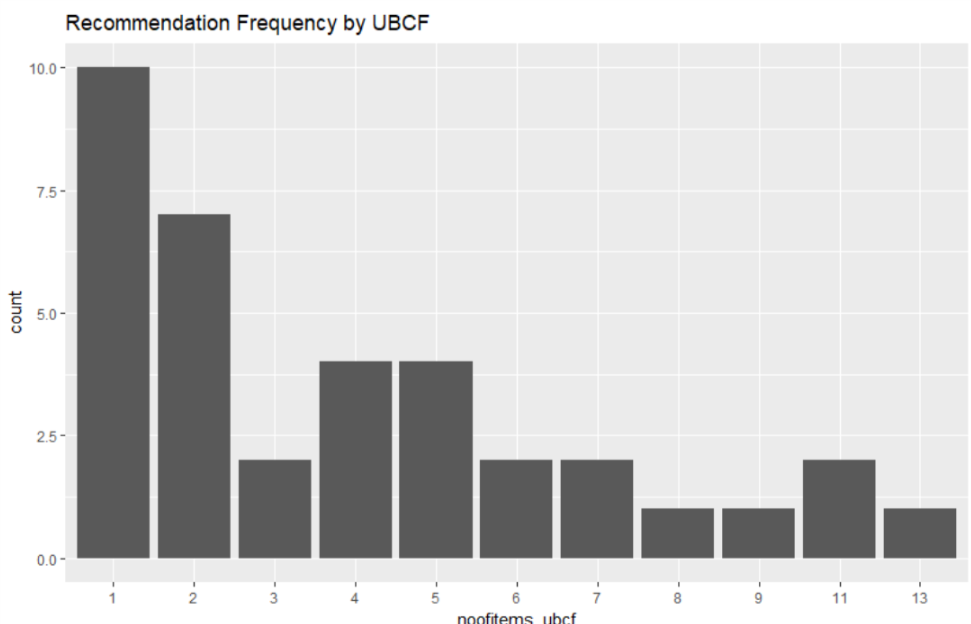 Recommendation Frequency by UBCF
10.0
7.5
5.0
2.5
0.0
count
1 2 3 4 5 6 7 8 9 11 13
noofitems_ubcf